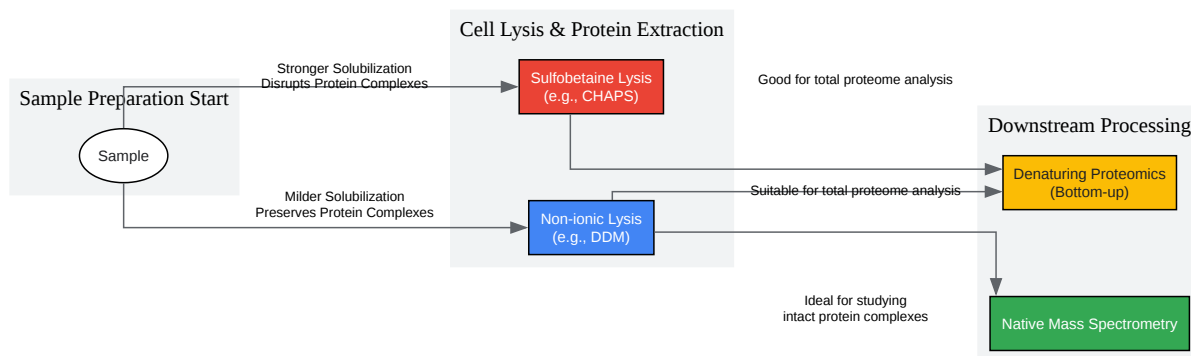 Cell Lysis & Protein Extraction
Sample Preparation Start
Sample
Stronger Solubilization
Disrupts Protein Complexes
Sulfobetaine Lysis
(e.g., CHAPS)
Good for total proteome analysis
Downstream Processing
Denaturing Proteomics
(Bottom-up)
Milder Solubilization
Preserves Protein Complexes
Non-ionic Lysis
(e.g., DDM)
Suitable for total proteome analysis
Ideal for studying
intact protein complexes
Native Mass Spectrometry